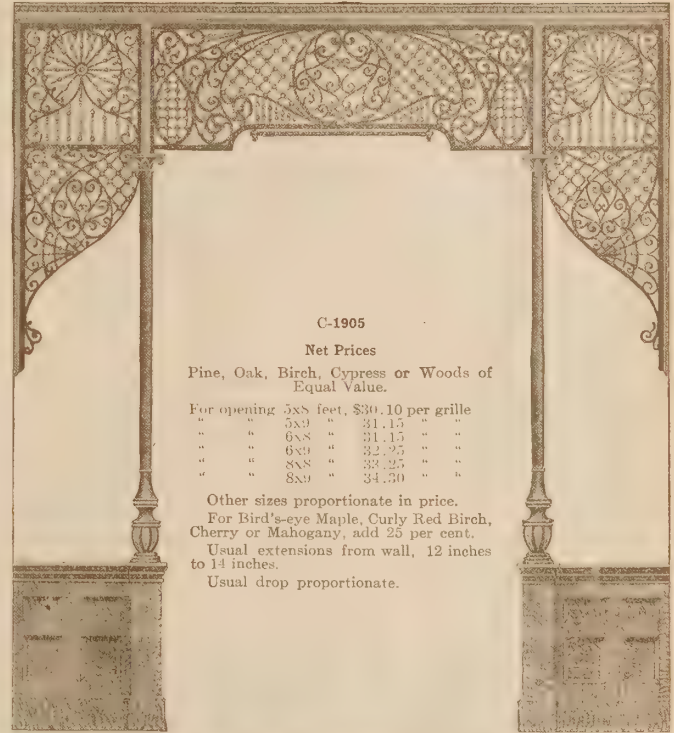 C-1905
Net Prices
Pine, Oak, Birch, Cypress or Woods of
Equal Value.
For opening 5x8 feet, $30.10 per grille
" " 5x9 " 31.15 " "
" " 6x8 " 31.15 " "
" " 6x9 " 32.25 " "
" " 8x8 " 33.25 " "
" " 8x9 " 34.30 " "
Other sizes proportionate in price.
For Bird's-eye Maple, Curly Red Birch,
Cherry or Mahogany, add 25 per cent.
Usual extensions from wall, 12 inches
to 14 inches.
Usual drop proportionate.